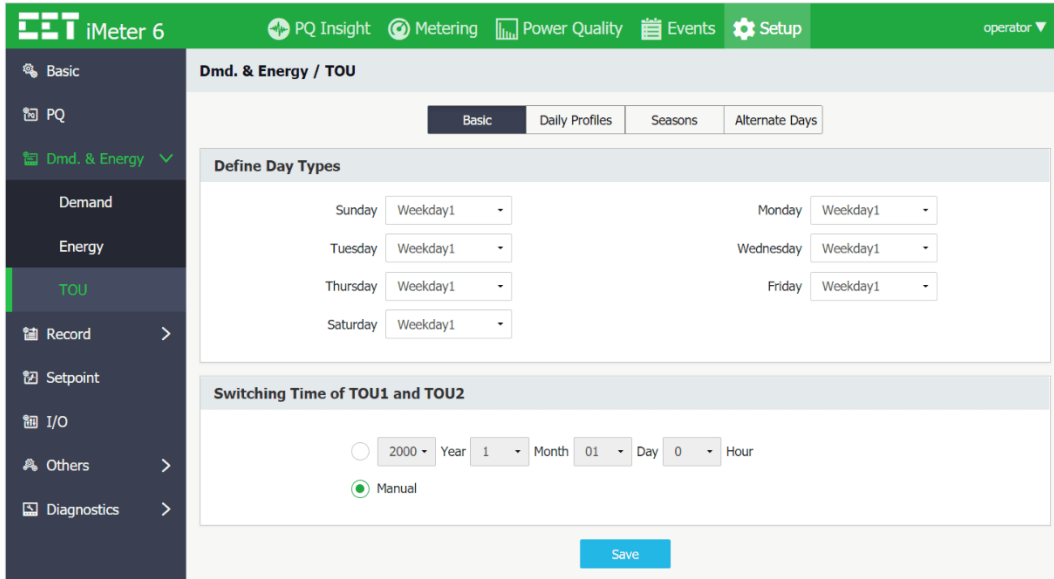 CET iMeter 6
PQ Insight Metering Power Quality Events Setup operator
Basic
PQ
Dmd. & Energy
Demand
Energy
TOU
Record
Setpoint
I/O
Others
Diagnostics
Dmd. & Energy / TOU
Basic Daily Profiles Seasons Alternate Days
Define Day Types
Sunday Weekday1 Monday Weekday1
Tuesday Weekday1 Wednesday Weekday1
Thursday Weekday1 Friday Weekday1
Saturday Weekday1
Switching Time of TOU1 and TOU2
2000 Year 1 Month 01 Day 0 Hour
Manual
Save